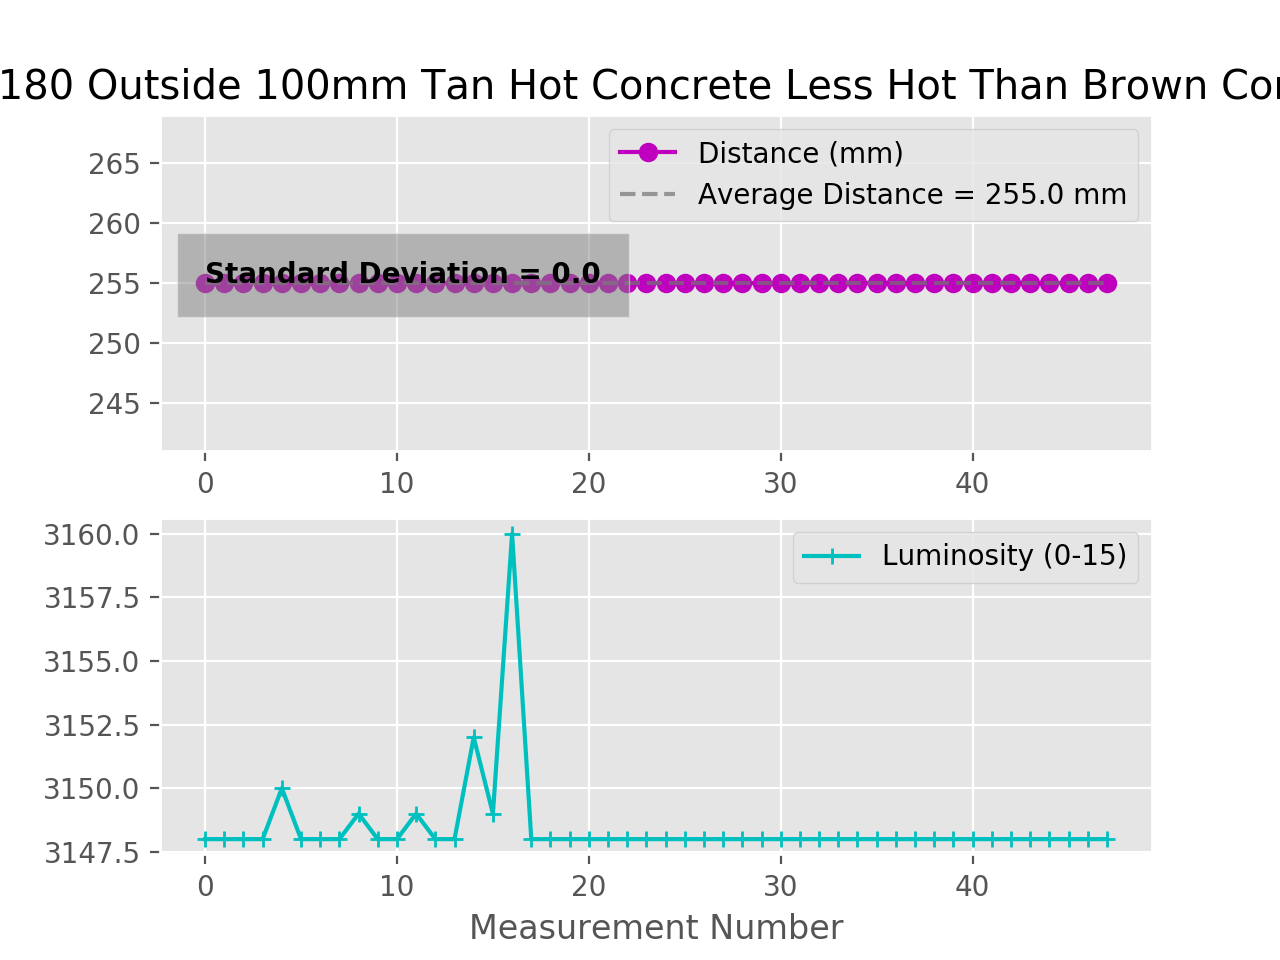 180 Outside 100mm Tan Hot Concrete Less Hot Than Brown
265
260
255
250
245
Distance (mm)
Average Distance = 255.0 mm
Standard Deviation = 0.0
0 10 20 30 40
3160.0
3157.5
3155.0
3152.5
3150.0
3147.5
Luminosity (0-15)
0 10 20 30 40
Measurement Number